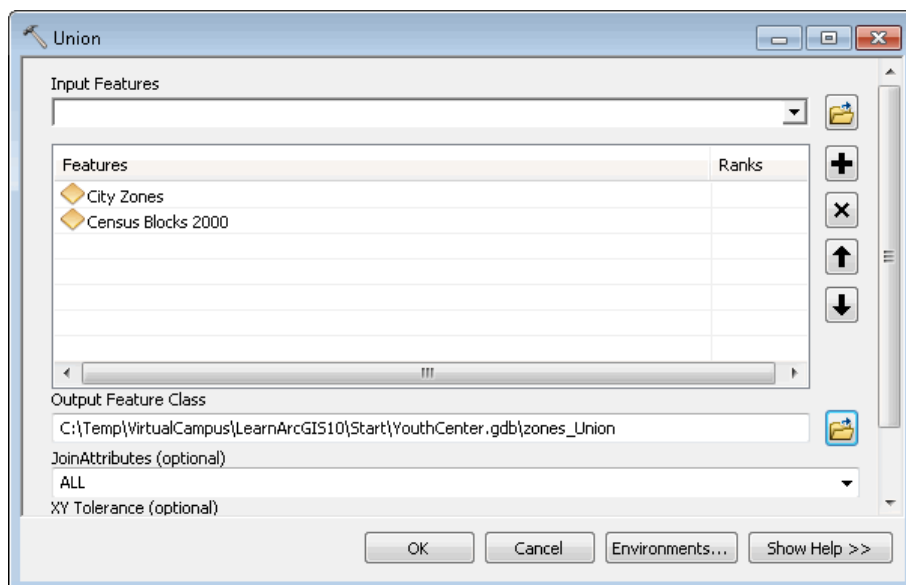 Union
Input Features
Features Ranks
City Zones
Census Blocks 2000
Output Feature Class
C:\Temp\VirtualCampus\LearnArcGIS10\Start\YouthCenter.gdb\zones_Union
JoinAttributes (optional)
ALL
XY Tolerance (optional)
OK Cancel Environments... Show Help >>